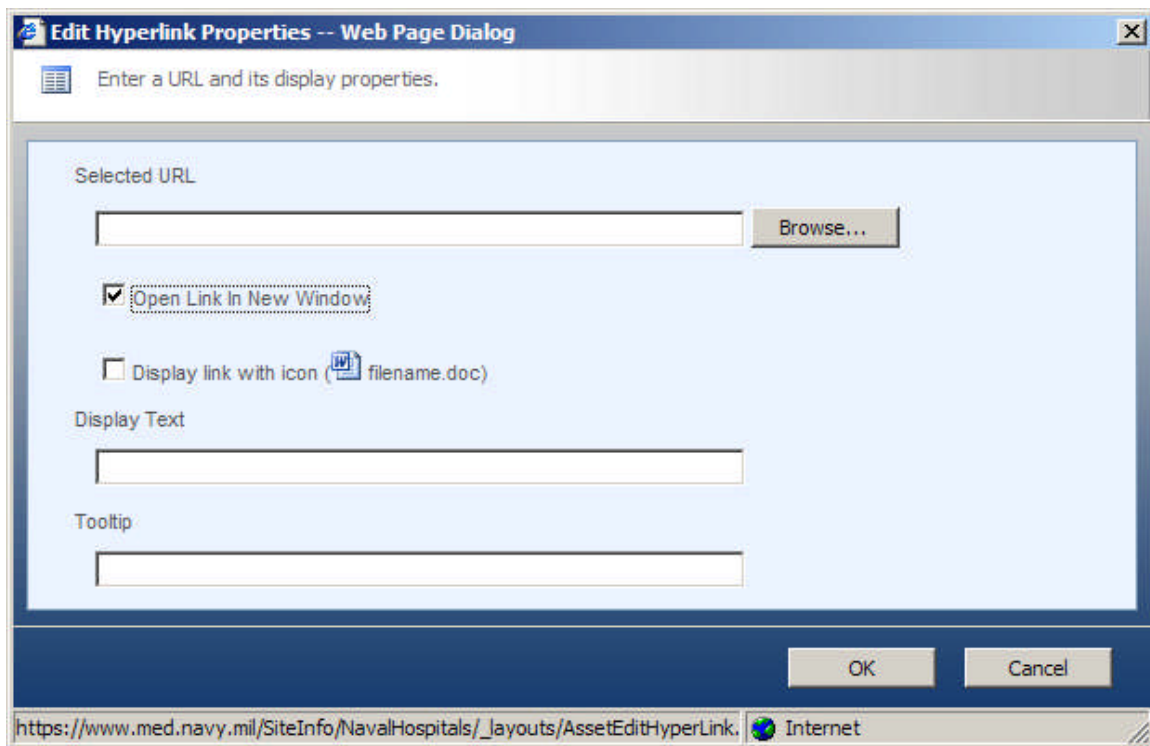 Edit Hyperlink Properties -- Web Page Dialog
Enter a URL and its display properties.
Selected URL
Browse...
Open Link In New Window
Display link with icon ( filename.doc)
Display Text
Tooltip
OK Cancel
https://www.med.navy.mil/SiteInfo/NavalHospitals/_layouts/AssetEditHyperLink. Internet